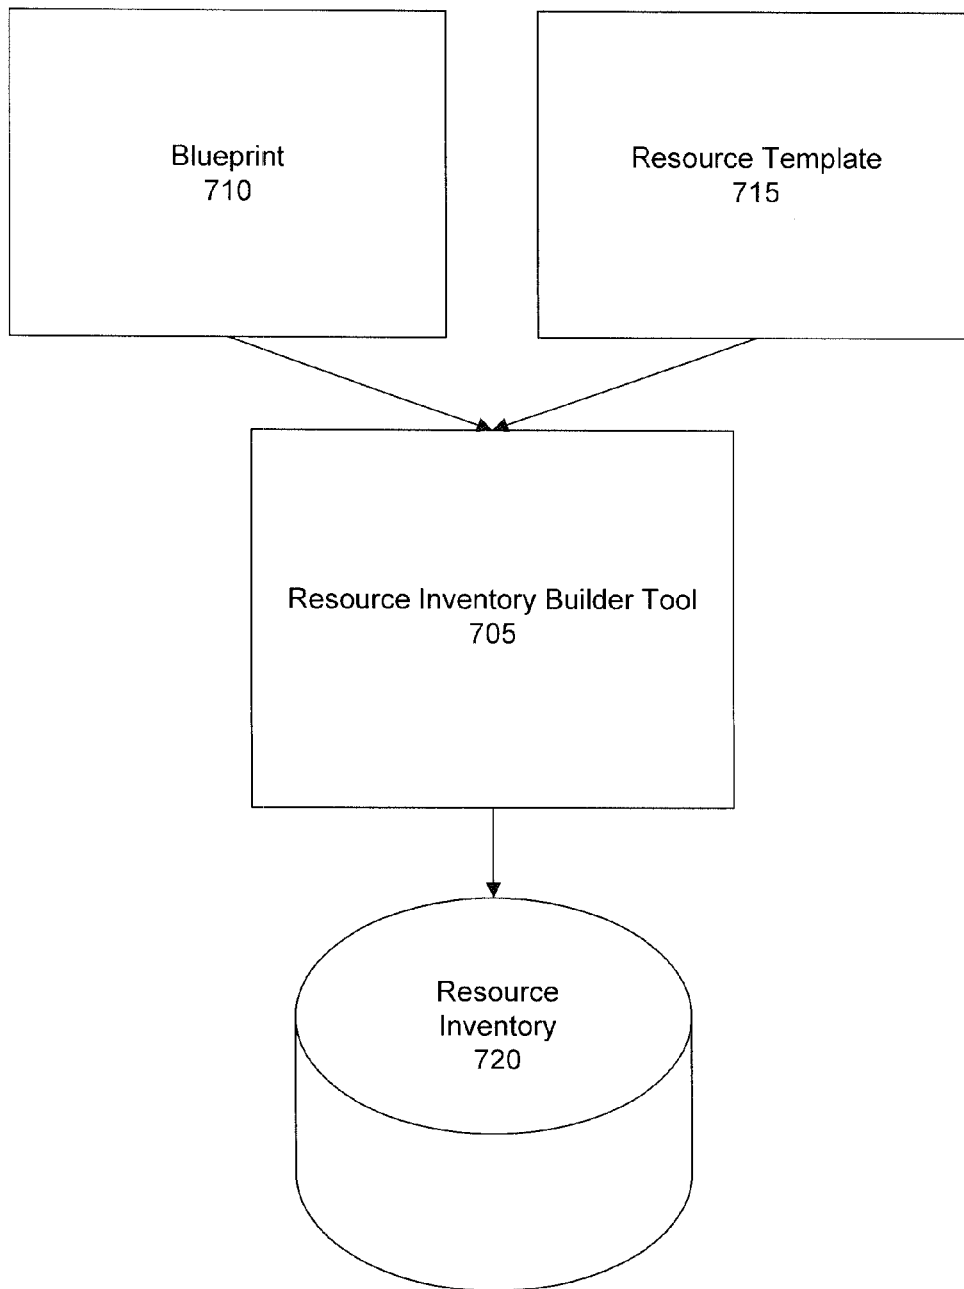 Blueprint
710
Resource Template
715
Resource Inventory Builder Tool
705
Resource
Inventory
720